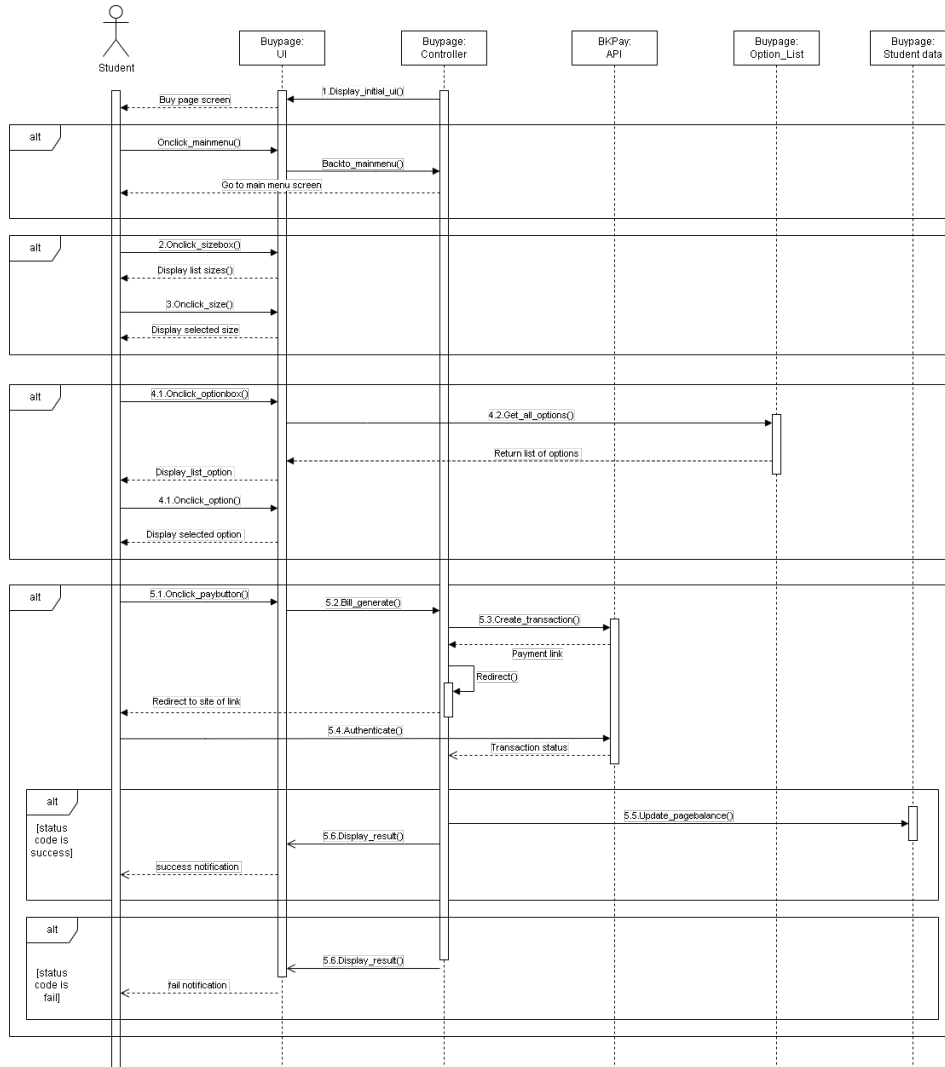 Student
Buypage:
UI
Buypage:
Controller
BKPay:
API
Buypage:
Option_List
Buypage:
Student data
1.Display_initial_ui()
Buy page screen
alt
Onclick_mainmenu()
Backto_mainmenu()
Go to main menu screen
alt
2.Onclick_sizebox()
Display list sizes()
3.Onclick_size()
Display selected size
alt
4.1.Onclick_optionbox()
4.2.Get_all_options()
Return list of options
Display_list_option
4.1.Onclick_option()
Display selected option
alt
5.1.Onclick_paybutton()
5.2.Bill_generate()
5.3.Create_transaction()
Payment link
Redirect()
Redirect to site of link
5.4.Authenticate()
Transaction status
alt
[status
code is
success]
5.5.Update_pagebalance()
5.6.Display_result()
success notification
alt
[status
code is
fail]
5.6.Display_result()
fail notification